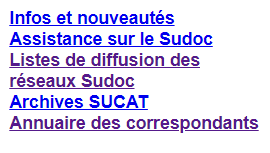 Infos et nouveautés
Assistance sur le Sudoc
Listes de diffusion des
réseaux Sudoc
Archives SUCAT
Annuaire des correspondants